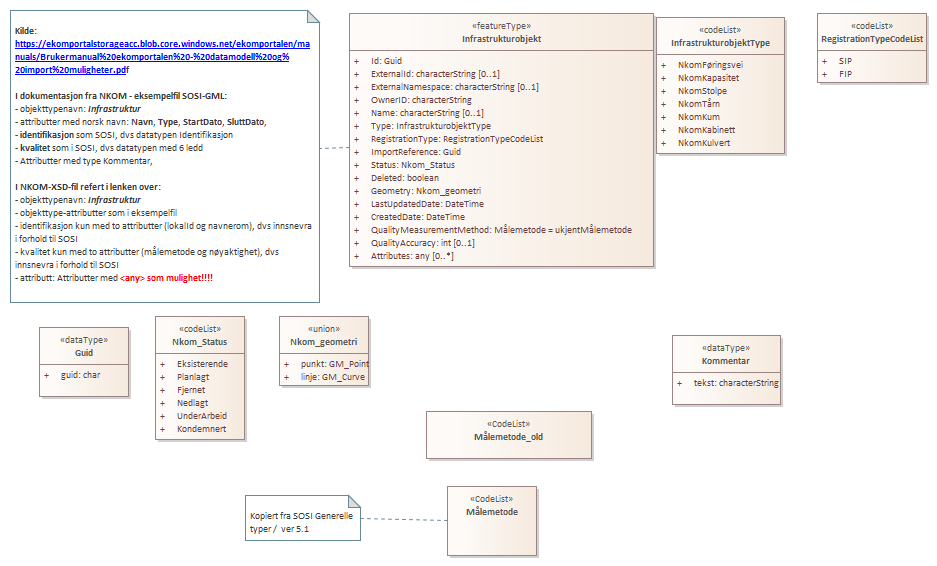 Kilde:
https://ekomportalstorageacc.blob.core.windows.net/ekomportalen/ma
nuals/Brukermanual%20ekomportalen%20-%20datamodell%20og%
20import%20muligheter.pdf
I dokumentasjon fra NKOM - eksempelfil SOSI-GML:
- objekttypenavn: Infrastruktur
- attributter med norsk navn: Navn, Type, StartDato, SluttDato,
- identifikasjon som SOSI, dvs datatypen Identifikasjon
- kvalitet som i SOSI, dvs datatypen med 6 ledd
- Attributter med type Kommentar,
I NKOM-XSD-fil refert i lenken over:
- objekttypenavn: Infrastruktur
- objekttype-attributter som i eksempelfil
- identifikasjon kun med to attributter (lokalId og navnerom), dvs innsnevra
i forhold til SOSI
- kvalitet kun med to attributter (målemetode og nøyaktighet), dvs
innsnevra i forhold til SOSI
- attributt: Attributter med <any> som mulighet!!!!
«featureType»
Infrastrukturobjekt
+ Id: Guid
+ ExternalId: characterString [0..1]
+ ExternalNamespace: characterString [0..1]
+ OwnerID: characterString
+ Name: characterString [0..1]
+ Type: InfrastrukturobjektType
+ RegistrationType: RegistrationTypeCodeList
+ ImportReference: Guid
+ Status: Nkom_Status
+ Deleted: boolean
+ Geometry: Nkom_geometri
+ LastUpdatedDate: DateTime
+ CreatedDate: DateTime
+ QualityMeasurementMethod: Målemetode = ukjentMålemetode
+ QualityAccuracy: int [0..1]
+ Attributes: any [0..*]
«codeList»
InfrastrukturobjektType
+ NkomFøringsvei
+ NkomKapasitet
+ NkomStolpe
+ NkomTårn
+ NkomKum
+ NkomKabinett
+ NkomKulvert
«codeList»
RegistrationTypeCodeList
+ SIP
+ FIP
«dataType»
Guid
+ guid: char
«codeList»
Nkom_Status
+ Eksisterende
+ Planlagt
+ Fjernet
+ Nedlagt
+ UnderArbeid
+ Kondemnert
«union»
Nkom_geometri
+ punkt: GM_Point
+ linje: GM_Curve
«dataType»
Kommentar
+ tekst: characterString
«CodeList»
Målemetode_old
Kopiert fra SOSI Generelle
typer / ver 5.1
«CodeList»
Målemetode